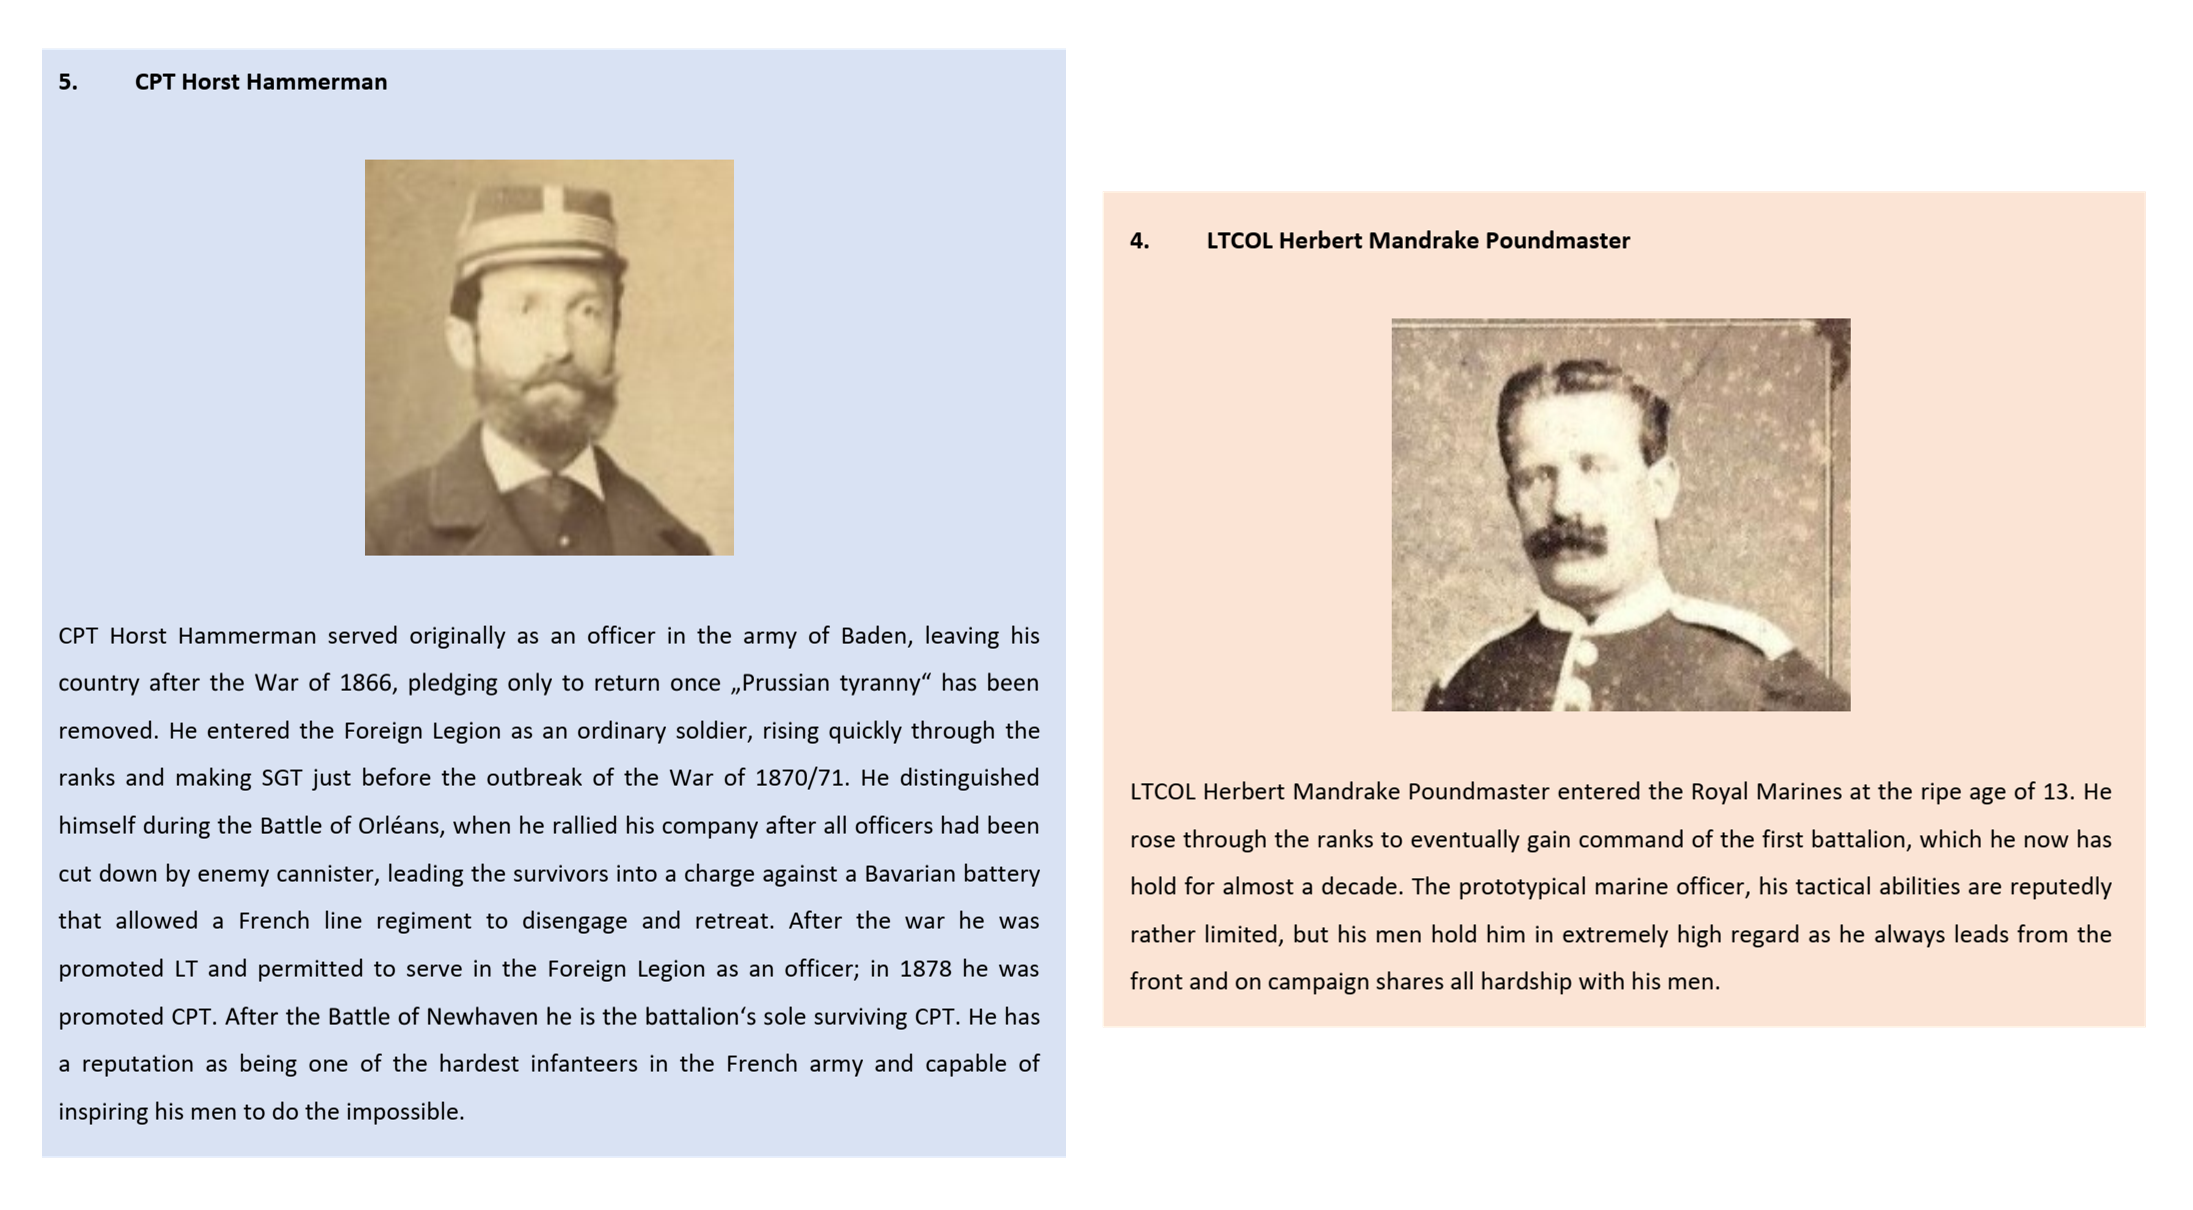 5. CPT Horst Hammerman
CPT Horst Hammerman served originally as an officer in the army of Baden, leaving his
country after the War of 1866, pledging only to return once „Prussian tyranny“ has been
removed. He entered the Foreign Legion as an ordinary soldier, rising quickly through the
ranks and making SGT just before the outbreak of the War of 1870/71. He distinguished
himself during the Battle of Orléans, when he rallied his company after all officers had been
cut down by enemy cannister, leading the survivors into a charge against a Bavarian battery
that allowed a French line regiment to disengage and retreat. After the war he was
promoted LT and permitted to serve in the Foreign Legion as an officer; in 1878 he was
promoted CPT. After the Battle of Newhaven he is the battalion‘s sole surviving CPT. He has
a reputation as being one of the hardest infanteers in the French army and capable of
inspiring his men to do the impossible.
4. LTCOL Herbert Mandrake Poundmaster
LTCOL Herbert Mandrake Poundmaster entered the Royal Marines at the ripe age of 13. He
rose through the ranks to eventually gain command of the first battalion, which he now has
hold for almost a decade. The prototypical marine officer, his tactical abilities are reputedly
rather limited, but his men hold him in extremely high regard as he always leads from the
front and on campaign shares all hardship with his men.